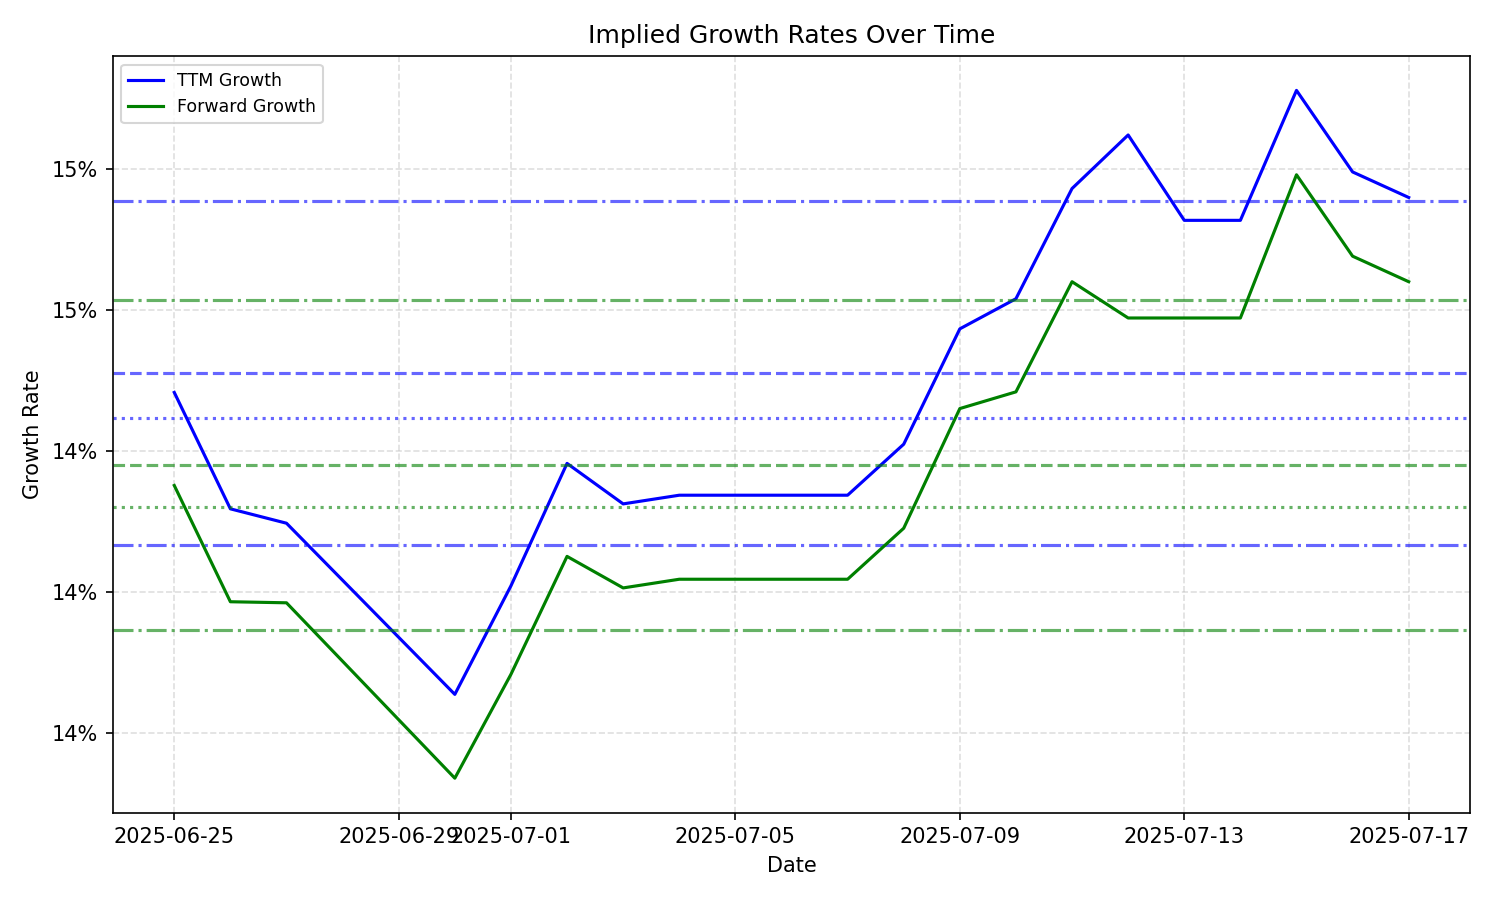 Implied Growth Rates Over Time
TTM Growth
Forward Growth
15%
15%
14%
14%
14%
Growth Rate
2025-06-25
2025-06-29
2025-07-01
2025-07-05
2025-07-09
2025-07-13
2025-07-17
Date